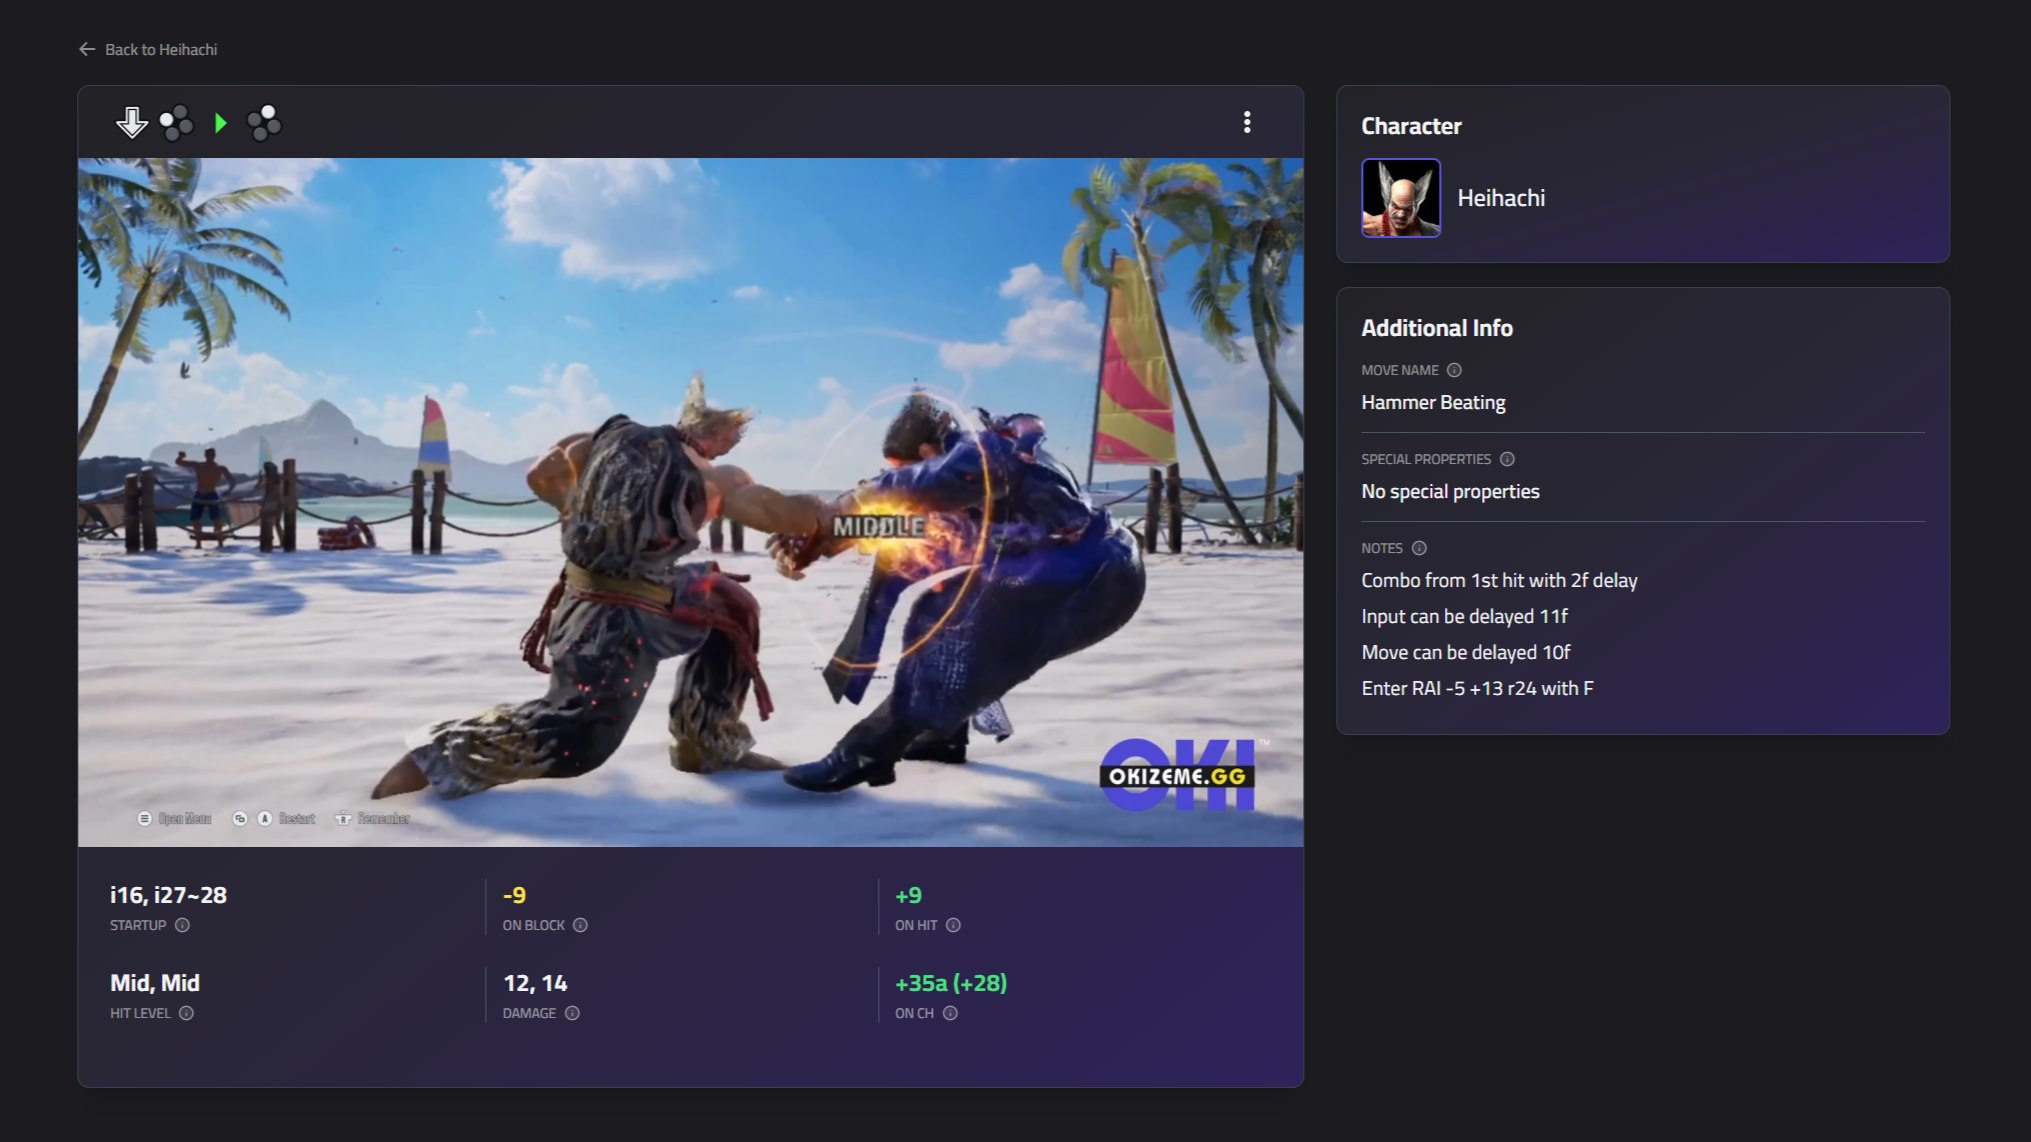 Back to Heihachi
MIDDLE
OKI™
OKIZEME.GG
Open Menu
A Restart
R Remember
i16, i27~28
STARTUP
-9
ON BLOCK
+9
ON HIT
Mid, Mid
HIT LEVEL
12, 14
DAMAGE
+35a (+28)
ON CH
Character
Heihachi
Additional Info
MOVE NAME
Hammer Beating
SPECIAL PROPERTIES
No special properties
NOTES
Combo from 1st hit with 2f delay
Input can be delayed 11f
Move can be delayed 10f
Enter RAI -5 +13 r24 with F